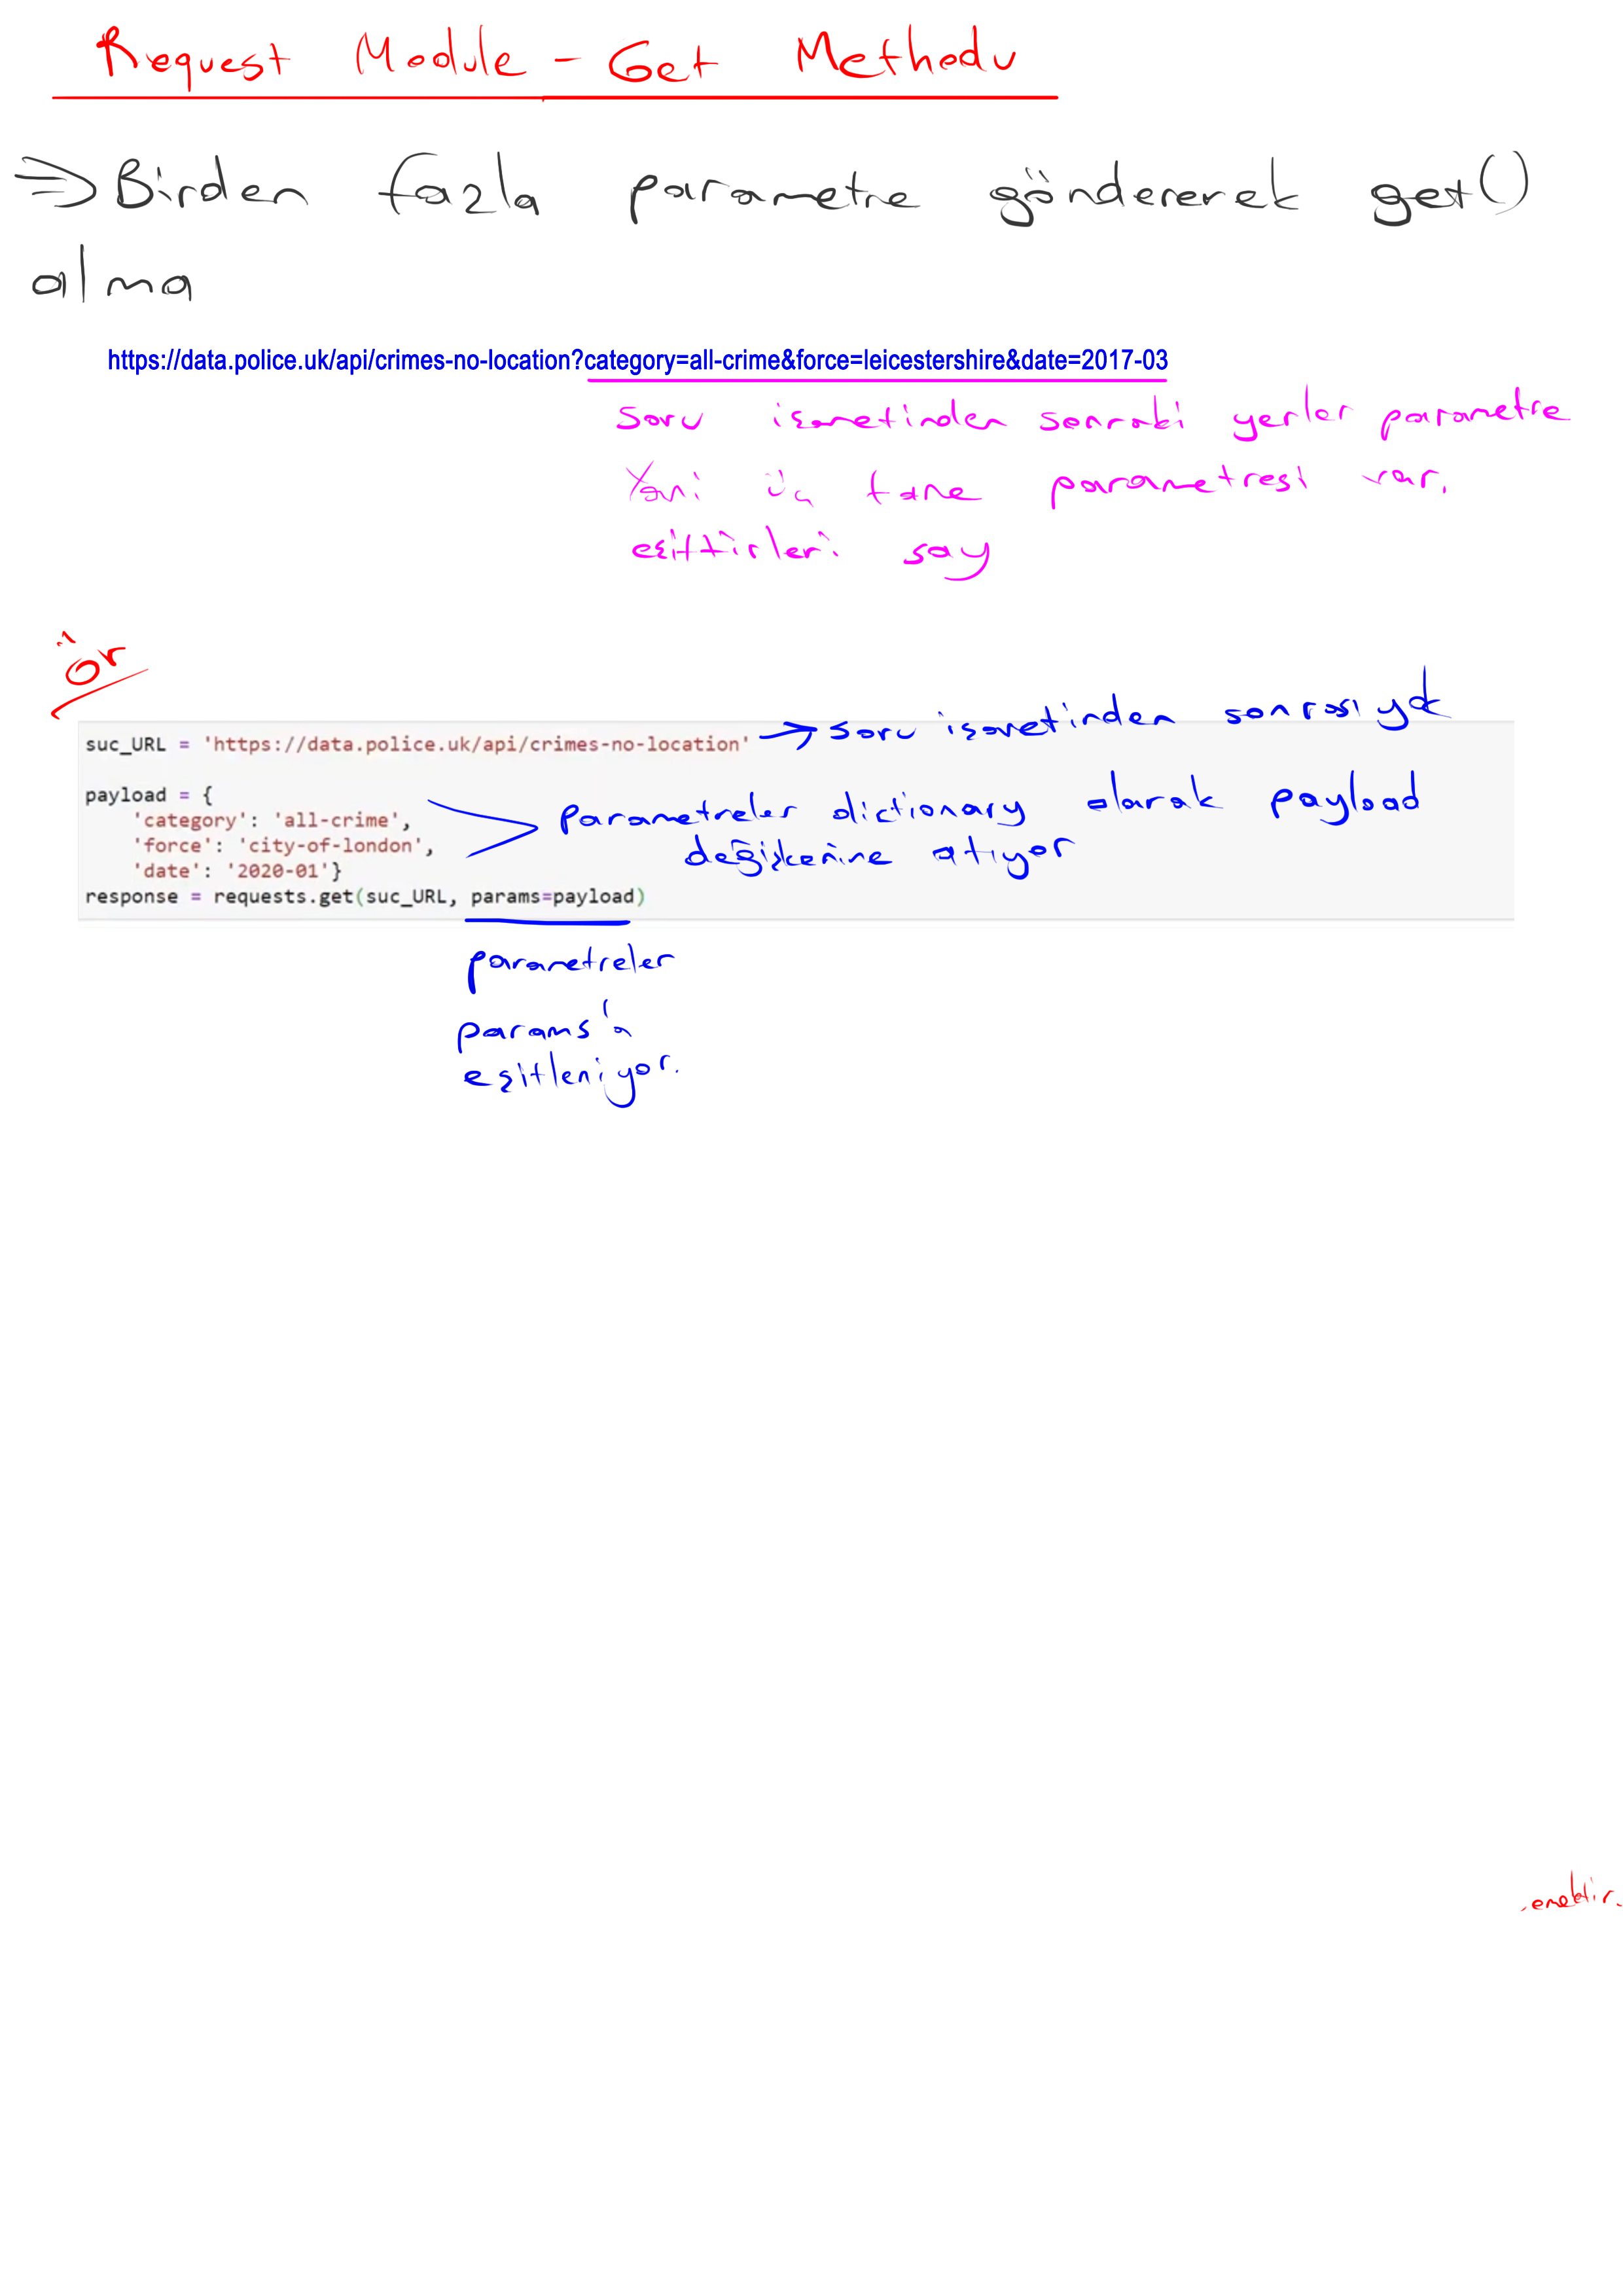 Request Module - Get Methodu
⇒ Birden fazla parametre göndererek get()
alma
https://data.police.uk/api/crimes-no-location?category=all-crime&force=leicestershire&date=2017-03
soru işaretinden sonraki yerler parametre
Yani üç tane parametresi var.
eşittirleri say
Ör
suc_URL = 'https://data.police.uk/api/crimes-no-location' → soru işaretinden sonrası yok
payload = {
'category': 'all-crime',
'force': 'city-of-london',
'date': '2020-01'}
parametreler dictionary olarak payload
değişkenine atıyor
response = requests.get(suc_URL, params=payload)
parametreler
params'a
eşitleniyor.